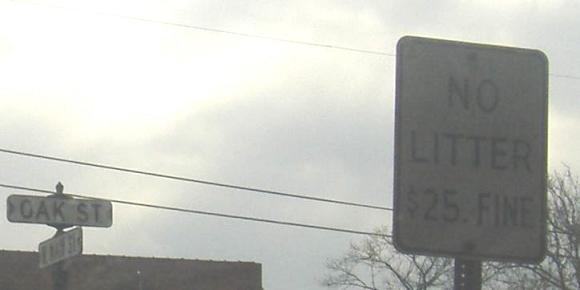 OAK ST
NO
LITTER
$25. FINE